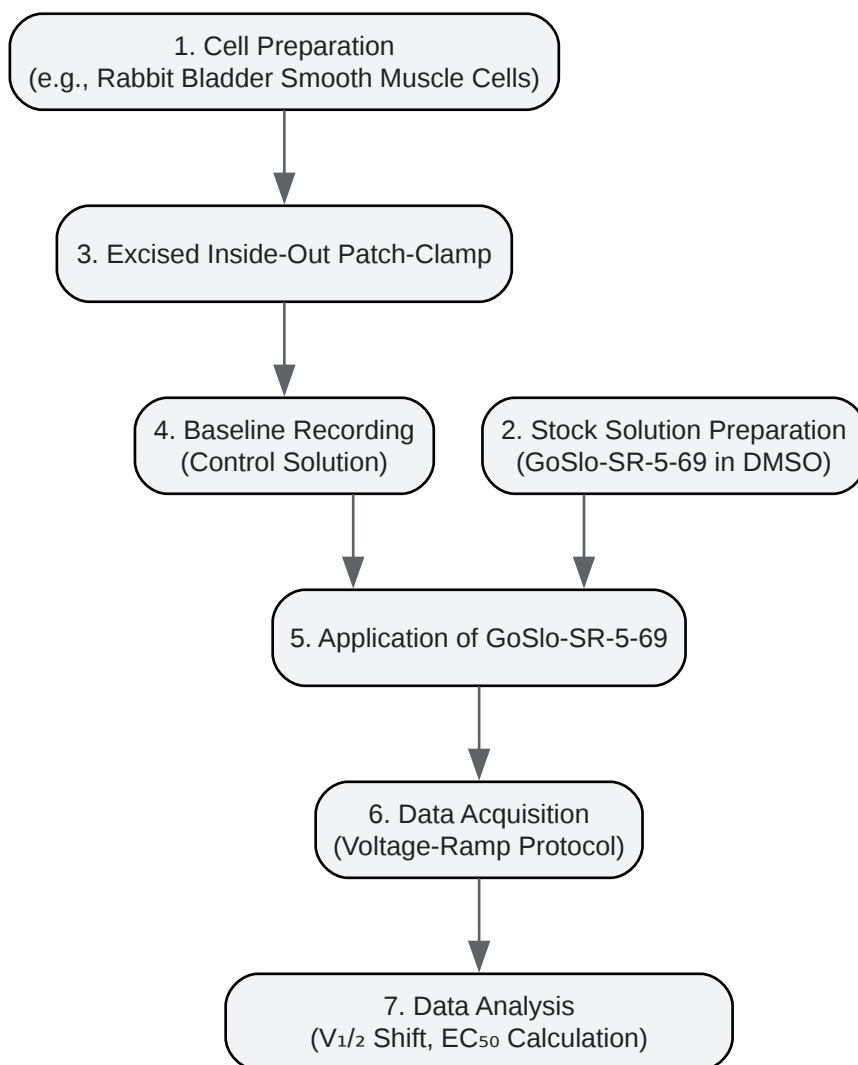 1. Cell Preparation
(e.g., Rabbit Bladder Smooth Muscle Cells)
3. Excised Inside-Out Patch-Clamp
4. Baseline Recording
(Control Solution)
2. Stock Solution Preparation
(GoSlo-SR-5-69 in DMSO)
5. Application of GoSlo-SR-5-69
6. Data Acquisition
(Voltage-Ramp Protocol)
7. Data Analysis
(V₁/₂ Shift, EC₅₀ Calculation)